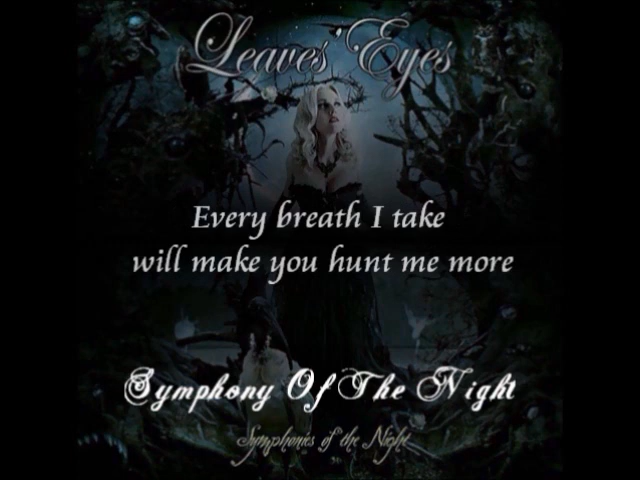 Leaves' Eyes
Every breath I take
will make you hunt me more
Symphony Of The Night
Symphonies of the Night